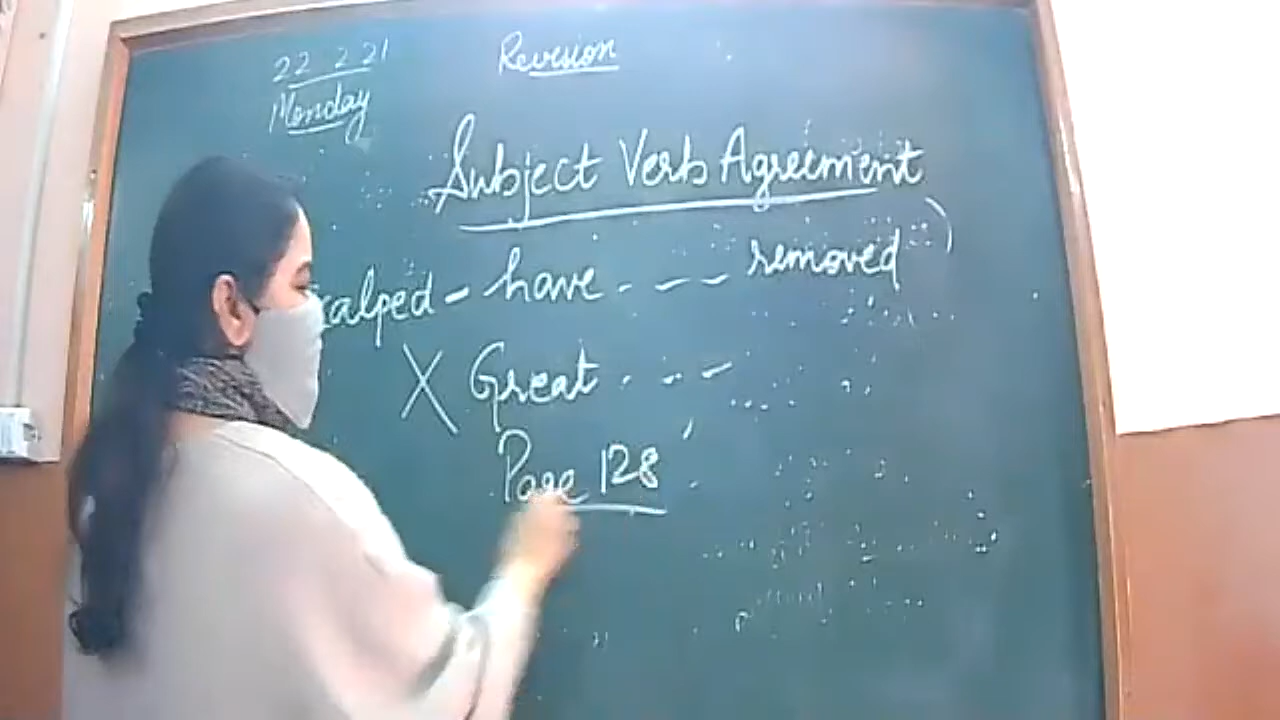 22 2 21
Monday
Revision
Subject Verb Agreement
calped - have - - - removed )
X Great - - -
Page 128